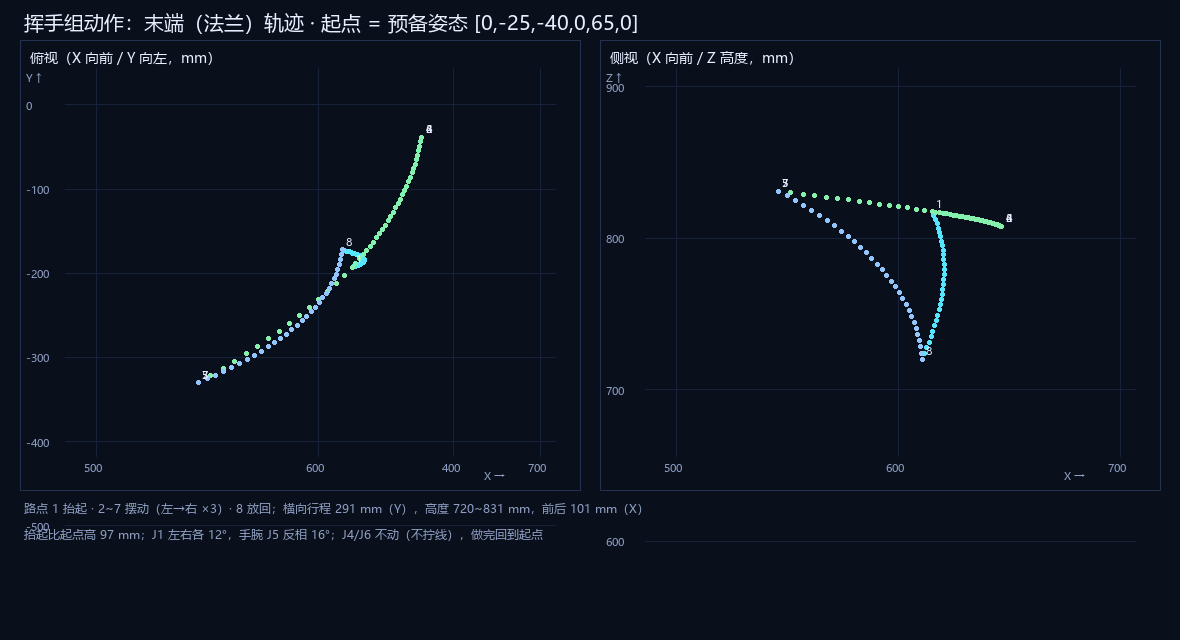 挥手组动作：末端（法兰）轨迹 · 起点 = 预备姿态 [0,-25,-40,0,65,0]
俯视（X 向前 / Y 向左，mm）
Y ↑
0
-100
-200
-300
-400
-500
8
500
600
400
700
X →
侧视（X 向前 / Z 高度，mm）
Z ↑
900
800
700
600
1
500
600
700
X →
路点 1 抬起 · 2~7 摆动（左→右 ×3）· 8 放回；横向行程 291 mm（Y），高度 720~831 mm，前后 101 mm（X）
抬起比起点高 97 mm；J1 左右各 12°，手腕 J5 反相 16°；J4/J6 不动（不拧线），做完回到起点